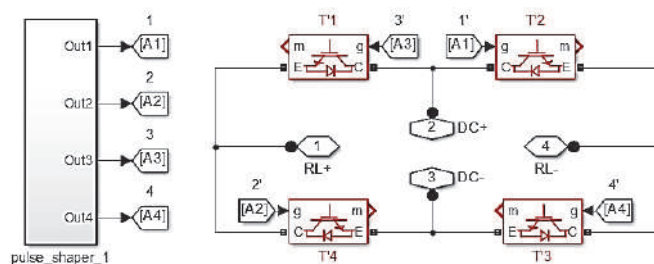 1
Out1
[A1]
2
Out2
[A2]
3
Out3
[A3]
4
Out4
[A4]
pulse_shaper_1
T'1
3'
1'
T'2
m
g
[A3]
[A1]
g
m
E
C
C
E
2
DC+
1
RL+
4
RL-
3
DC-
2'
4'
[A2]
g
m
m
g
[A4]
C
E
E
C
T'4
T'3